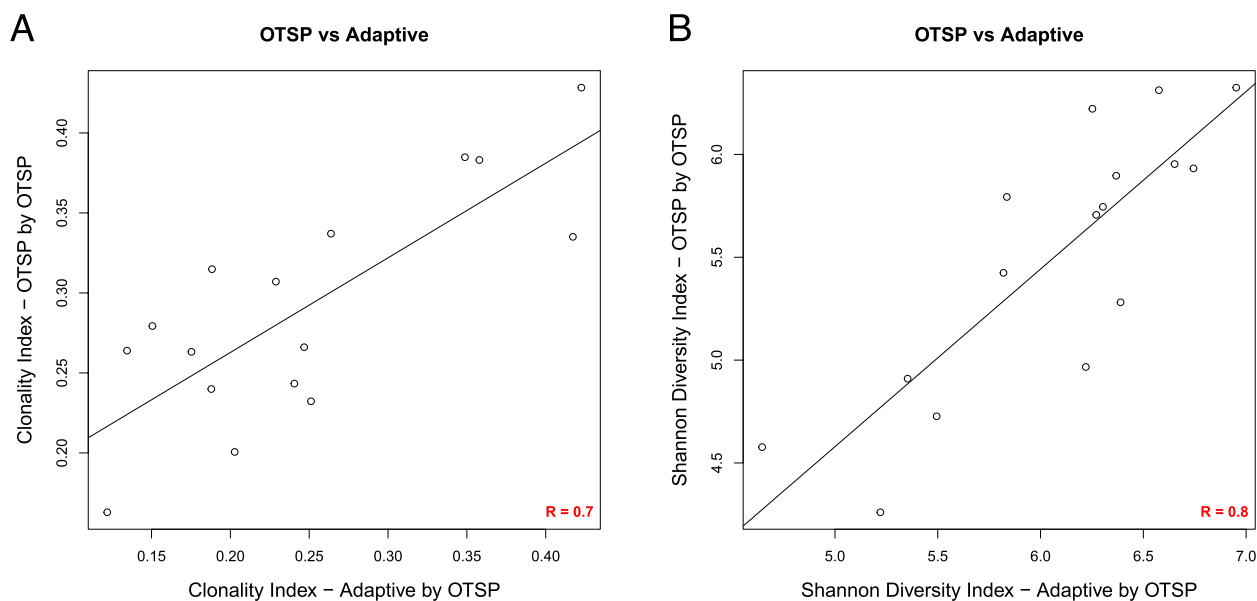 A
OTSP vs Adaptive
Clonality Index − OTSP by OTSP
0.40
0.35
0.30
0.25
0.20
R = 0.7
0.15 0.20 0.25 0.30 0.35 0.40
Clonality Index − Adaptive by OTSP
B
OTSP vs Adaptive
Shannon Diversity Index − OTSP by OTSP
6.0
5.5
5.0
4.5
R = 0.8
5.0 5.5 6.0 6.5 7.0
Shannon Diversity Index − Adaptive by OTSP